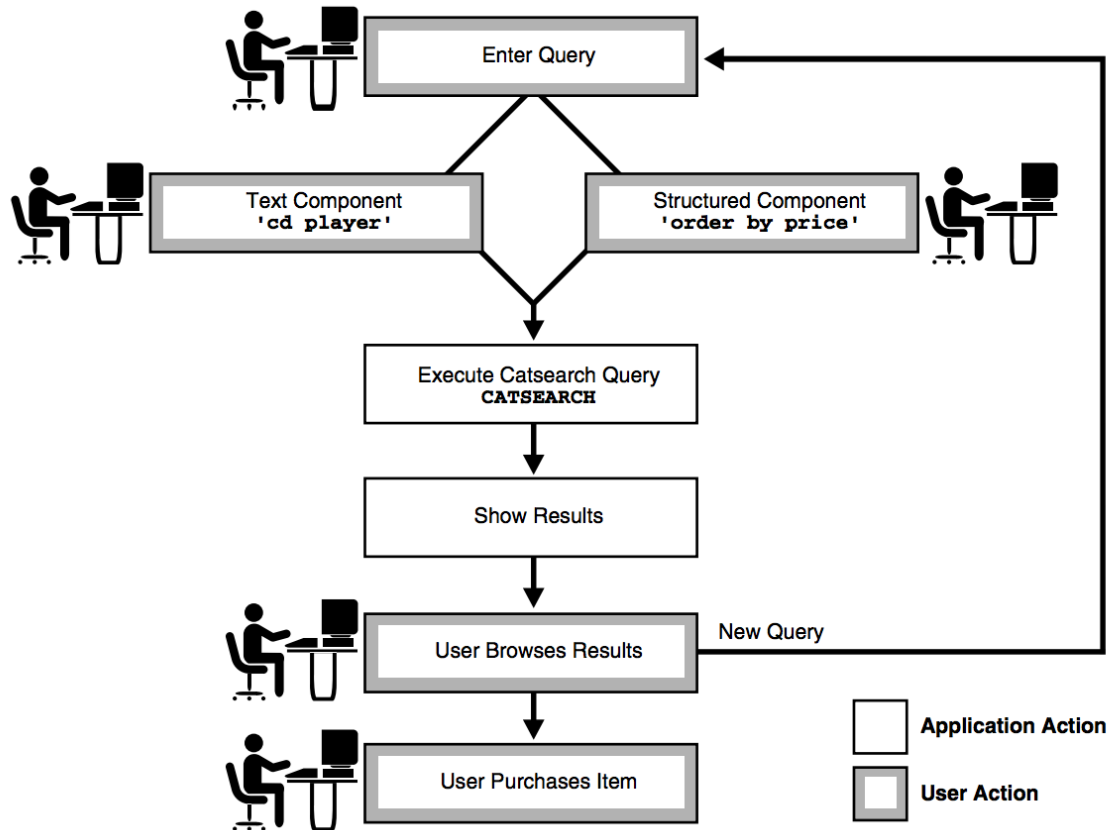 Enter Query
Text Component
'cd player'
Structured Component
'order by price'
Execute Catsearch Query
CATSEARCH
Show Results
User Browses Results
New Query
User Purchases Item
Application Action
User Action